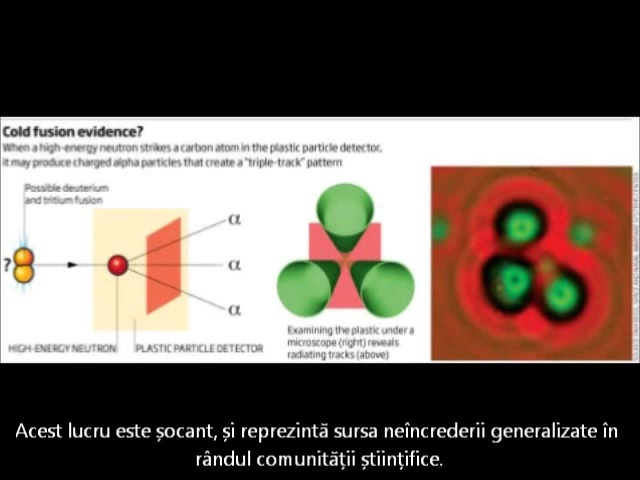 Cold fusion evidence?
When a high-energy neutron strikes a carbon atom in the plastic particle detector,
it may produce charged alpha particles that create a "triple-track" pattern
Possible deuterium
and tritium fusion
?
α
α
α
HIGH-ENERGY NEUTRON
PLASTIC PARTICLE DETECTOR
Examining the plastic under a
microscope (right) reveals
radiating tracks (above)
Acest lucru este șocant, și reprezintă sursa neîncrederii generalizate în
rândul comunității științifice.